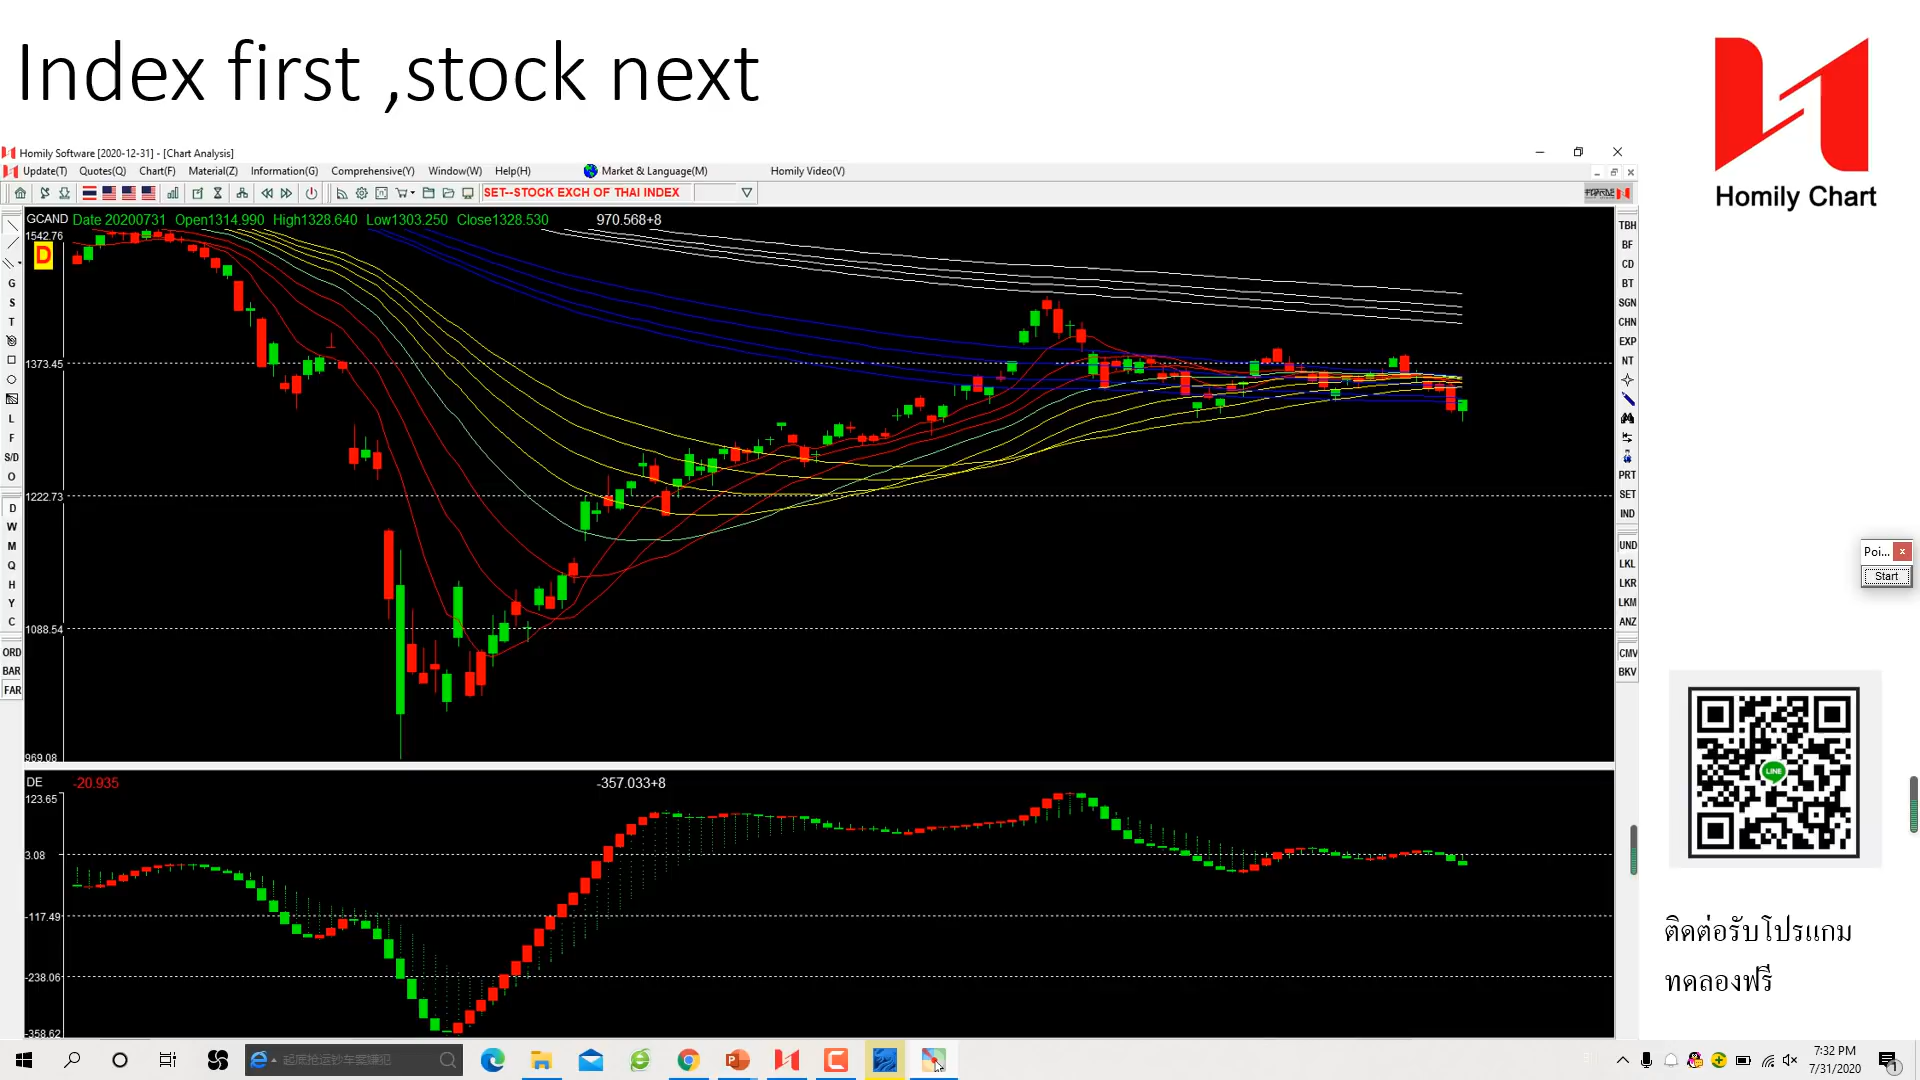 Index first ,stock next
Homily Chart
Homily Software [2020-12-31] - [Chart Analysis]
Update(T) Quotes(Q) Chart(F) Material(Z) Information(G) Comprehensive(Y) Window(W) Help(H) Market & Language(M) Homily Video(V)
SET--STOCK EXCH OF THAI INDEX
GCAND Date 20200731 Open1314.990 High1328.640 Low1303.250 Close1328.530 970.568+8
1542.76
D
1373.45
1222.73
1088.54
969.08
DE -20.935 -357.033+8
123.65
3.08
-117.49
-238.06
-358.62
G
S
T
L
F
S/D
O
D
W
M
Q
H
Y
C
ORD
BAR
FAR
TBH
BF
CD
BT
SGN
CHN
EXP
NT
PRT
SET
IND
UND
LKL
LKR
LKM
ANZ
CMV
BKV
Poi... x
Start
LINE
ติดต่อรับโปรแกม
ทดลองฟรี
7:32 PM
7/31/2020
1